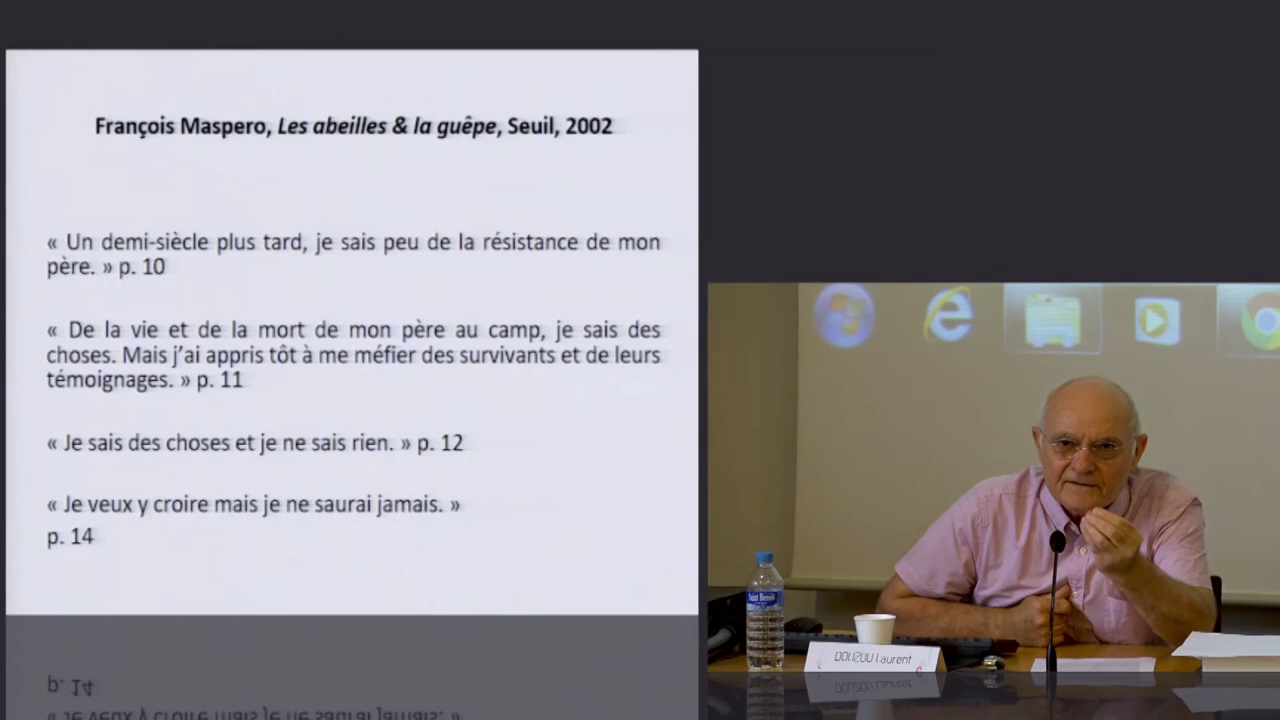 François Maspero, Les abeilles & la guêpe, Seuil, 2002
« Un demi-siècle plus tard, je sais peu de la résistance de mon
père. » p. 10
« De la vie et de la mort de mon père au camp, je sais des
choses. Mais j’ai appris tôt à me méfier des survivants et de leurs
témoignages. » p. 11
« Je sais des choses et je ne sais rien. » p. 12
« Je veux y croire mais je ne saurai jamais. »
p. 14
Saint Benoît
DOUZOU Laurent